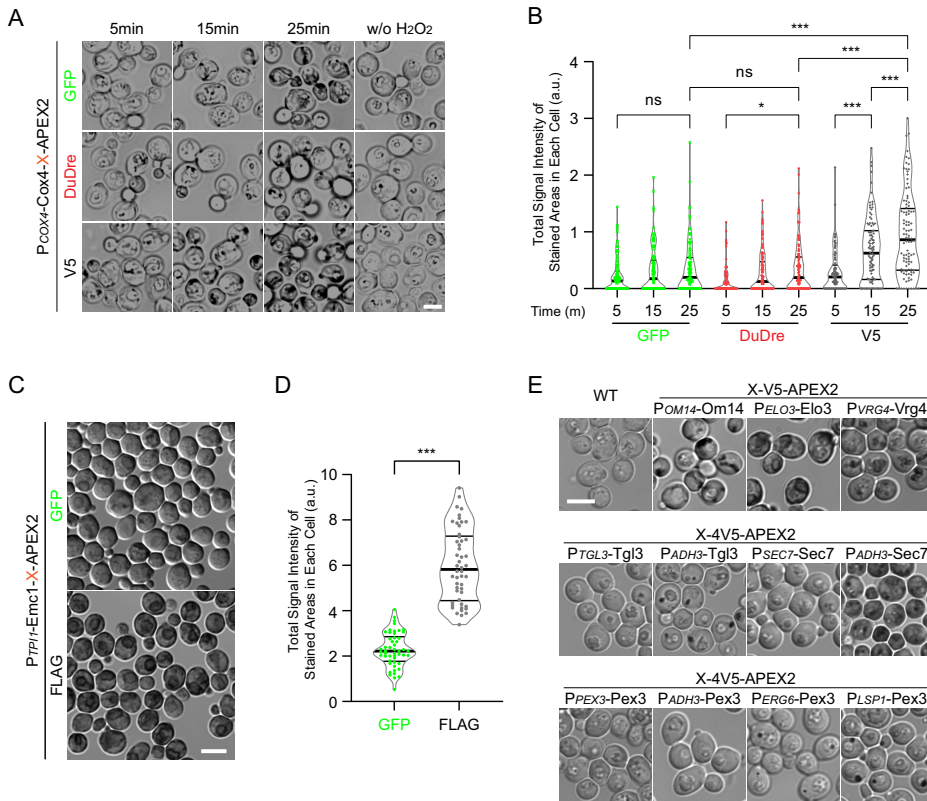 A
5min 15min 25min w/o H2O2
PCOX4-Cox4-X-APEX2
GFP
DuDre
V5
B
Total Signal Intensity of
Stained Areas in Each Cell (a.u.)
0
1
2
3
4
ns
ns
*
***
***
***
***
***
5 15 25 5 15 25 5 15 25
Time (m)
GFP DuDre V5
C
PTPI1-Emc1-X-APEX2
GFP
FLAG
D
Total Signal Intensity of
Stained Areas in Each Cell (a.u.)
0
2
4
6
8
10
***
GFP FLAG
E
X-V5-APEX2
WT
POM14-Om14 PELO3-Elo3 PVRG4-Vrg4
X-4V5-APEX2
PTGL3-Tgl3 PADH3-Tgl3 PSEC7-Sec7 PADH3-Sec7
X-4V5-APEX2
PPEX3-Pex3 PADH3-Pex3 PERG6-Pex3 PLSP1-Pex3